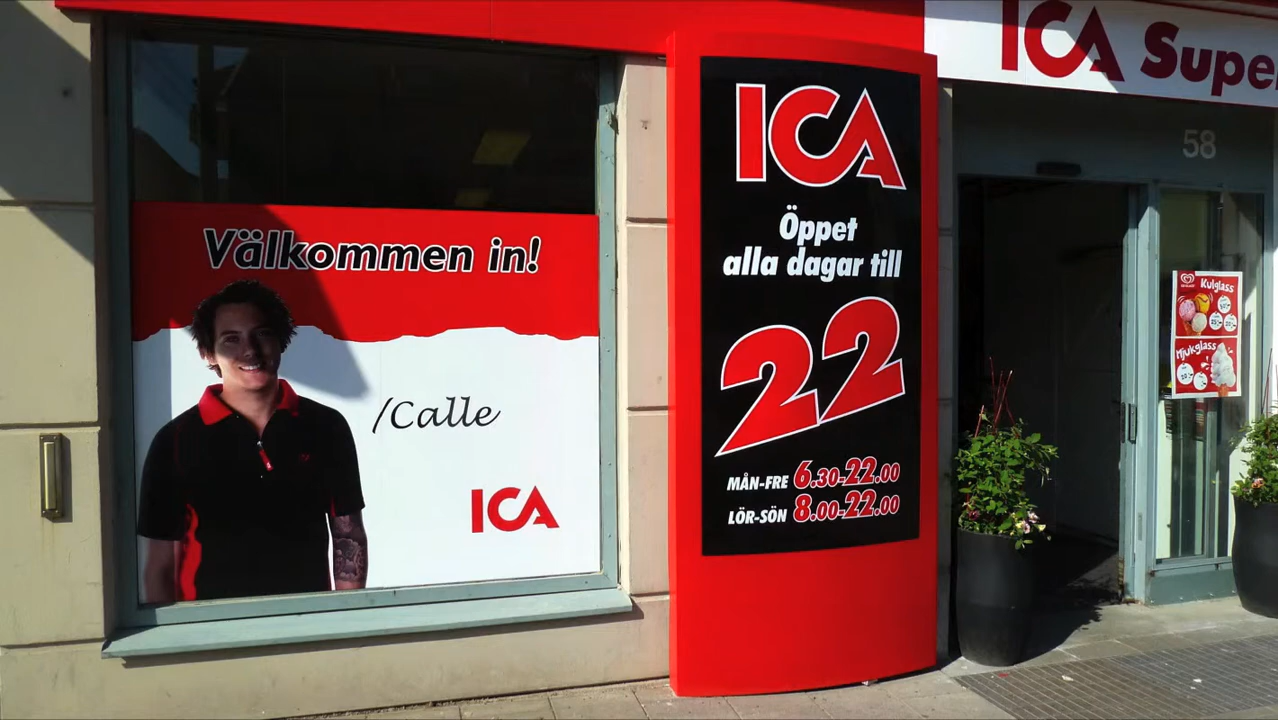 Välkommen in!
/Calle
ICA
ICA
Öppet
alla dagar till
22
MÅN-FRE 6.30-22.00
LÖR-SÖN 8.00-22.00
ICA Supe
58
Kulglass
Mjukglass